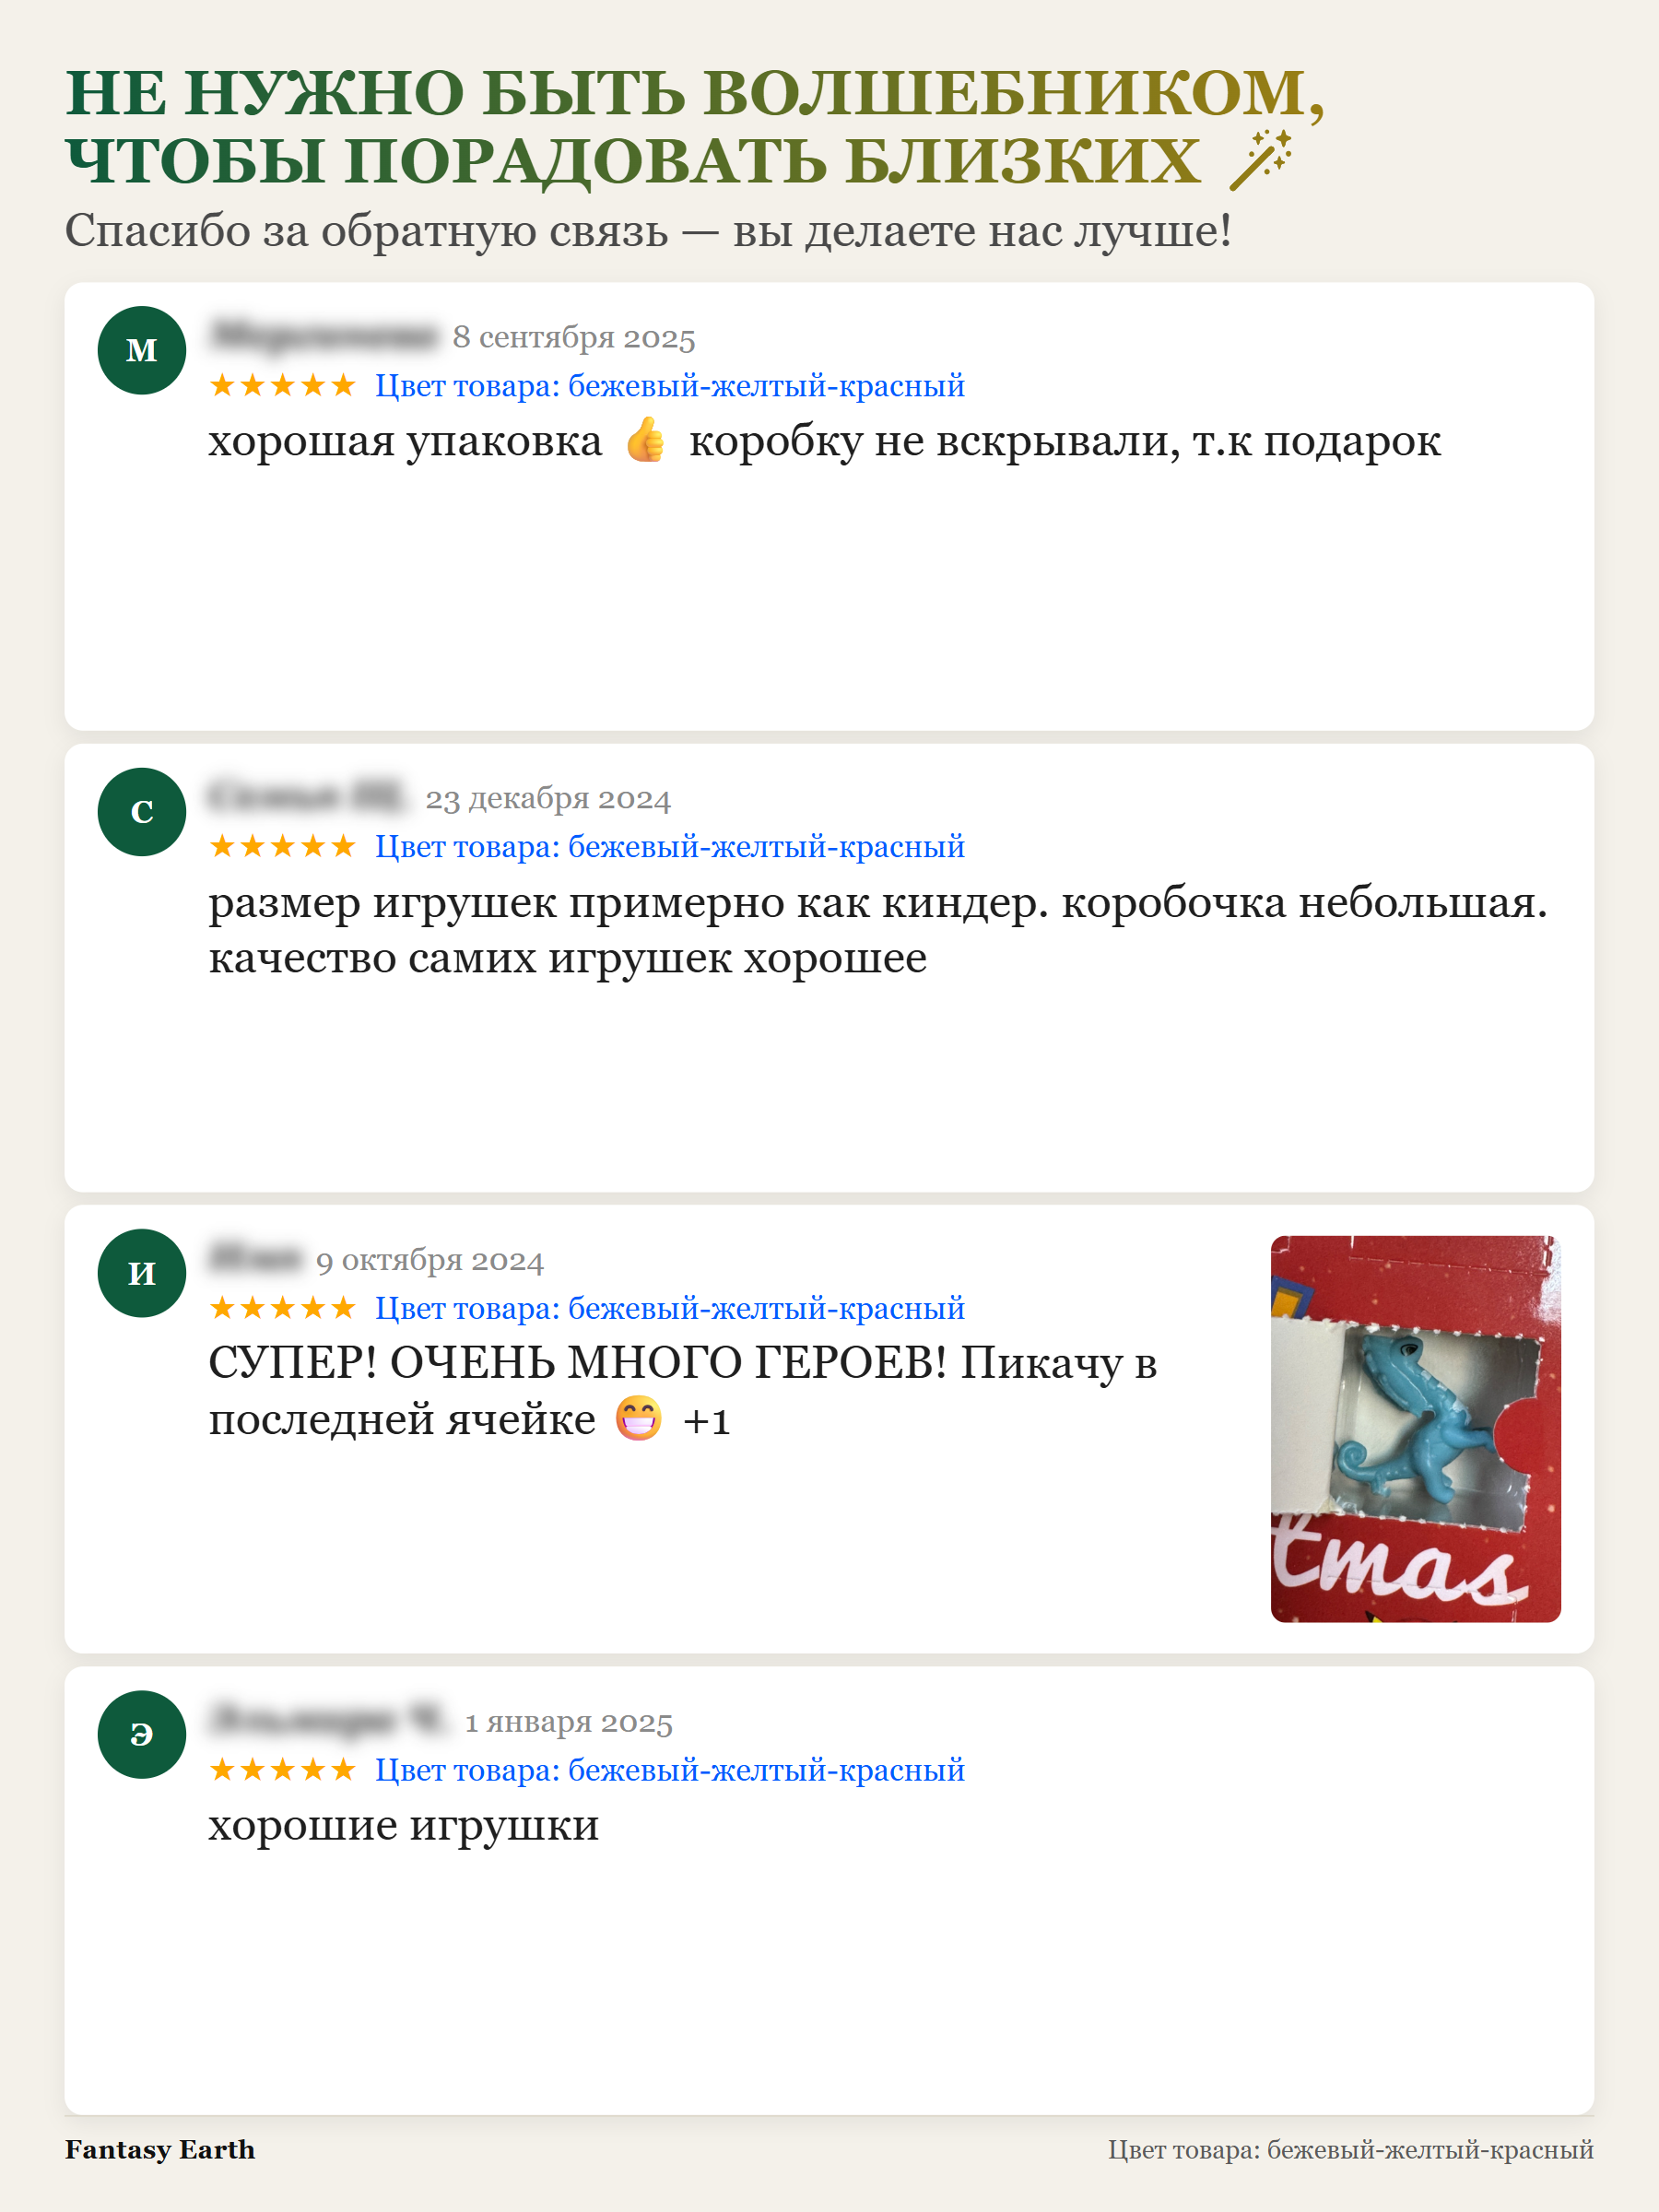 НЕ НУЖНО БЫТЬ ВОЛШЕБНИКОМ,
ЧТОБЫ ПОРАДОВАТЬ БЛИЗКИХ
Спасибо за обратную связь — вы делаете нас лучше!
М
8 сентября 2025
★★★★★ Цвет товара: бежевый-желтый-красный
хорошая упаковка 👍 коробку не вскрывали, т.к подарок
С
23 декабря 2024
★★★★★ Цвет товара: бежевый-желтый-красный
размер игрушек примерно как киндер. коробочка небольшая.
качество самих игрушек хорошее
И
9 октября 2024
★★★★★ Цвет товара: бежевый-желтый-красный
СУПЕР! ОЧЕНЬ МНОГО ГЕРОЕВ! Пикачу в
последней ячейке 😁 +1
tmas
Э
1 января 2025
★★★★★ Цвет товара: бежевый-желтый-красный
хорошие игрушки
Fantasy Earth
Цвет товара: бежевый-желтый-красный